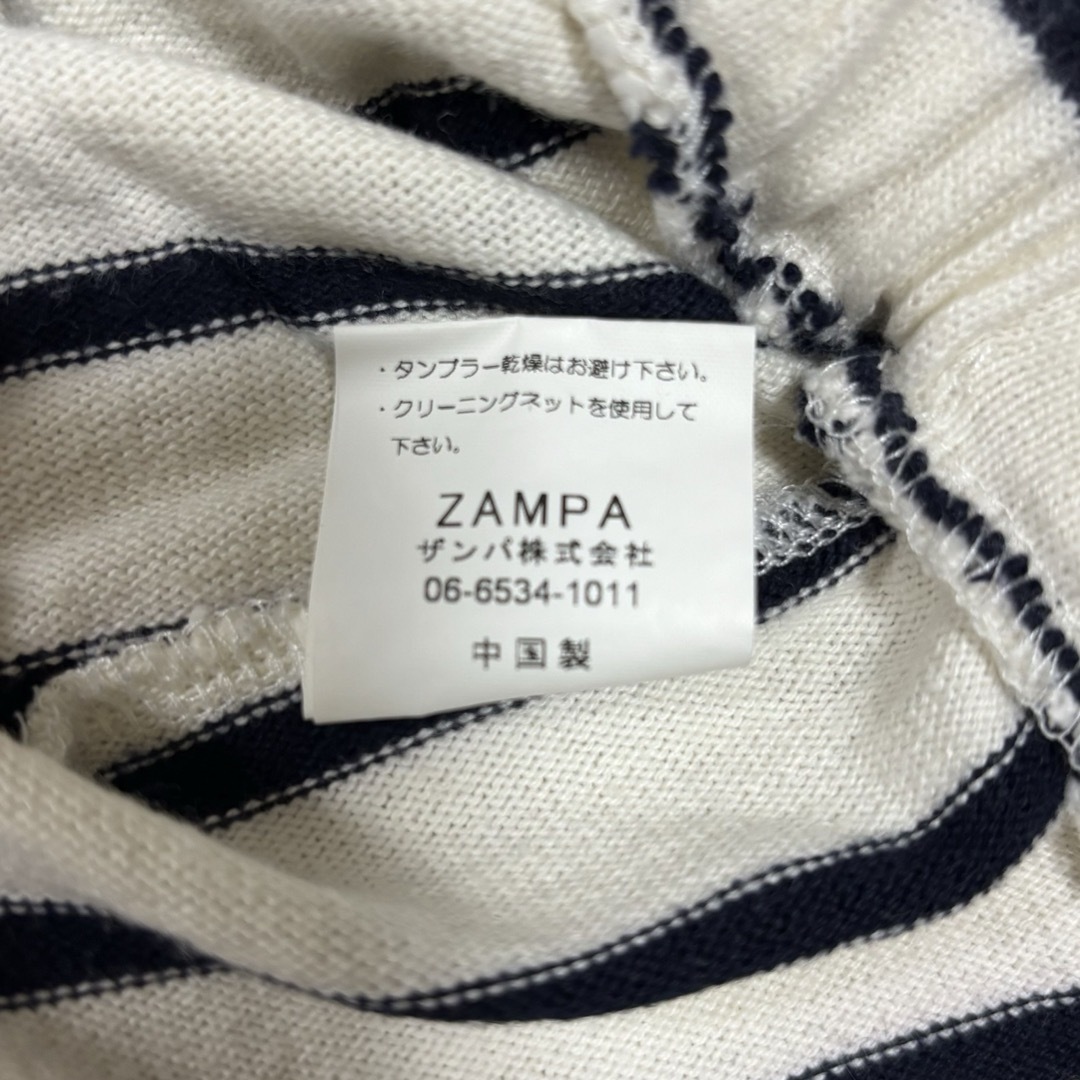 ・タンブラー乾燥はお避け下さい。
・クリーニングネットを使用して
下さい。
ZAMPA
ザンパ株式会社
06-6534-1011
中国製